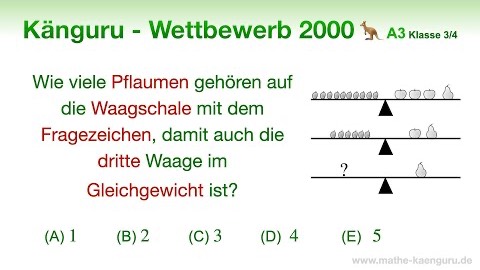 Känguru - Wettbewerb 2000 A3 Klasse 3/4
Wie viele Pflaumen gehören auf
die Waagschale mit dem
Fragezeichen, damit auch die
dritte Waage im
Gleichgewicht ist?
?
(A) 1 (B) 2 (C) 3 (D) 4 (E) 5
www.mathe-kaenguru.de